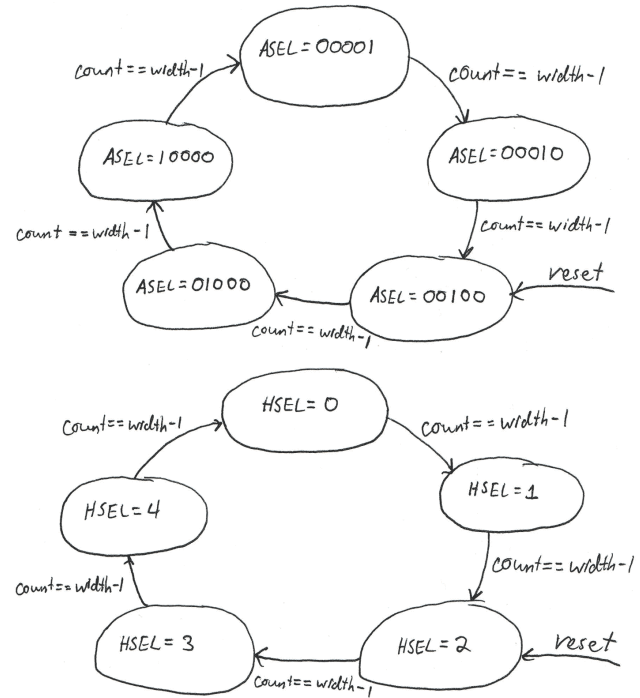 ASEL=00001
count==width-1
count== width-1
ASEL=10000
ASEL=00010
count ==width-1
count==width-1
ASEL=01000
ASEL=00100
reset
count== width-1
HSEL= 0
count==width-1
count==width-1
HSEL=4
HSEL=1
count==width-1
count==width-1
HSEL= 3
HSEL=2
reset
count==width-1